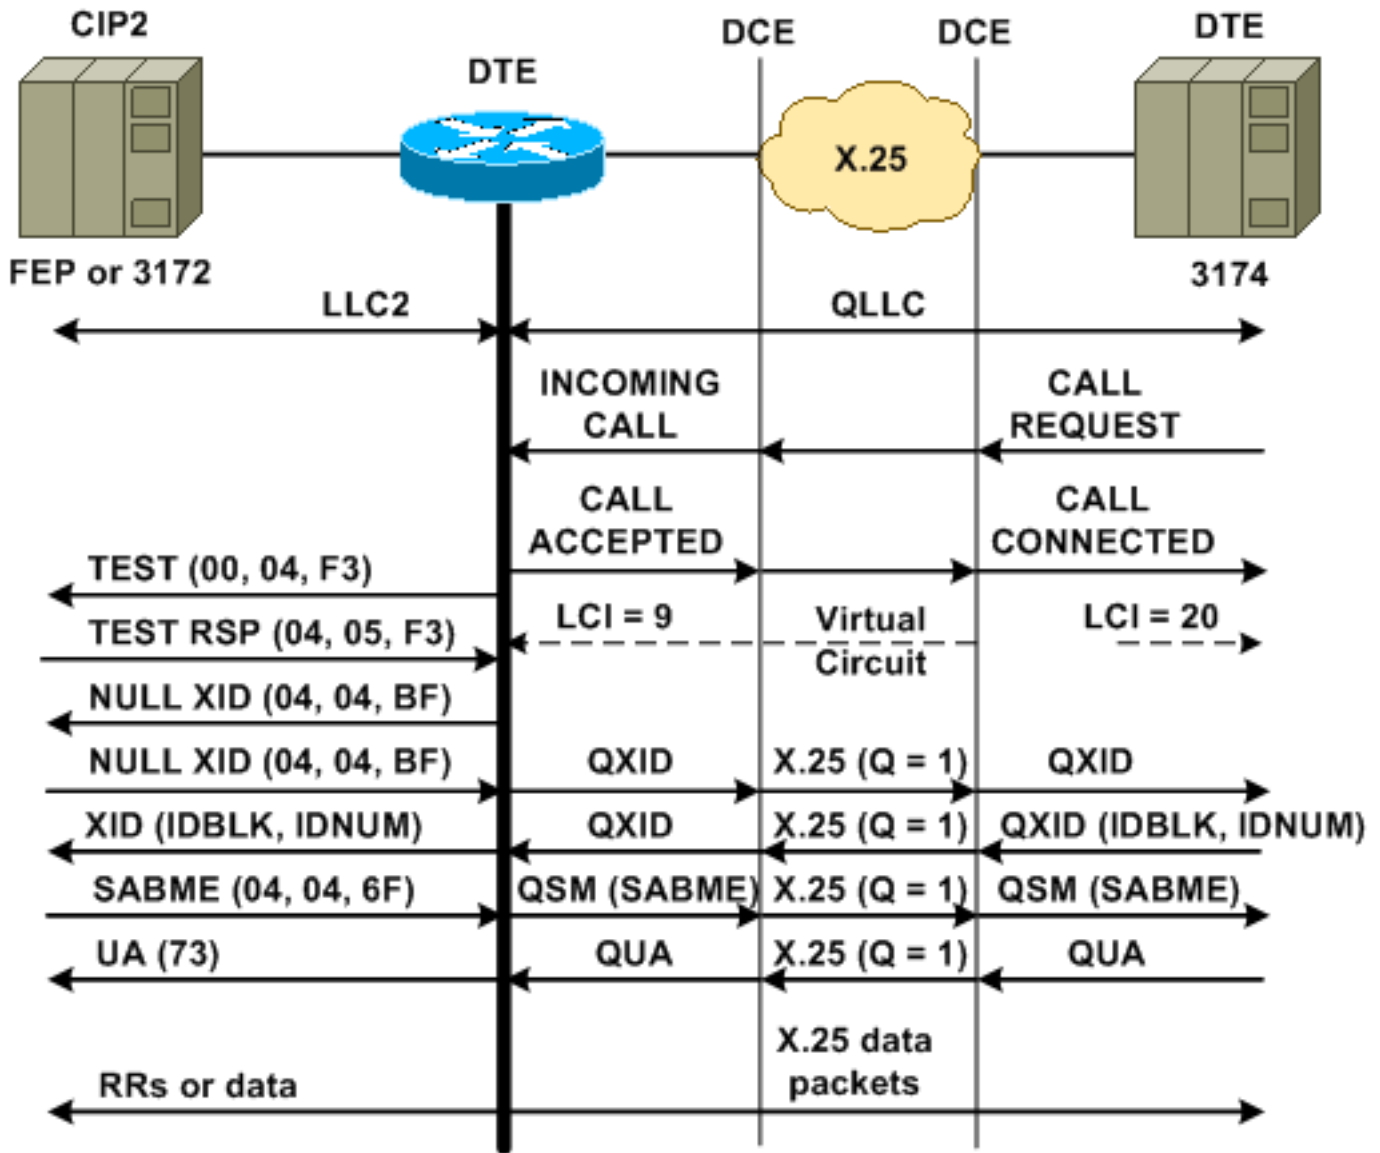 CIP2
DTE
DCE
DCE
DTE
X.25
FEP or 3172
3174
LLC2
QLLC
INCOMING
CALL
CALL
REQUEST
CALL
ACCEPTED
CALL
CONNECTED
TEST (00, 04, F3)
LCI = 9
Virtual
Circuit
LCI = 20
TEST RSP (04, 05, F3)
NULL XID (04, 04, BF)
NULL XID (04, 04, BF)
QXID
X.25 (Q = 1)
QXID
XID (IDBLK, IDNUM)
QXID
X.25 (Q = 1)
QXID (IDBLK, IDNUM)
SABME (04, 04, 6F)
QSM (SABME)
X.25 (Q = 1)
QSM (SABME)
UA (73)
QUA
X.25 (Q = 1)
QUA
RRs or data
X.25 data
packets